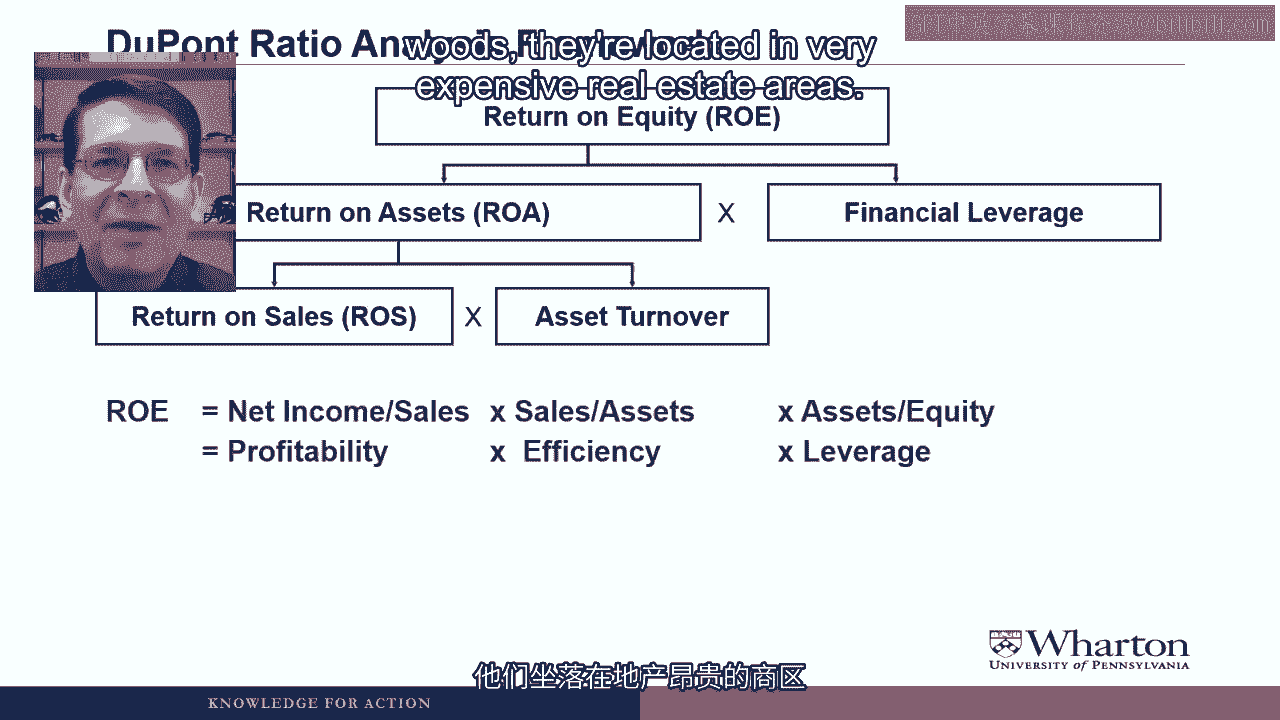 DuPont Ratio Analysis: Framework
woods, they're located in very
expensive real estate areas.
Return on Equity (ROE)
Return on Assets (ROA) X Financial Leverage
Return on Sales (ROS) X Asset Turnover
ROE = Net Income/Sales x Sales/Assets x Assets/Equity
= Profitability x Efficiency x Leverage
Wharton
UNIVERSITY of PENNSYLVANIA
他们坐落在地产昂贵的商区
KNOWLEDGE FOR ACTION